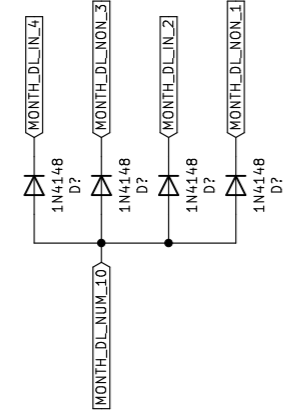 MONTH_DL_IN_4
MONTH_DL_NON_3
MONTH_DL_IN_2
MONTH_DL_NON_1
1N4148
D?
1N4148
D?
1N4148
D?
1N4148
D?
MONTH_DL_NUM_10